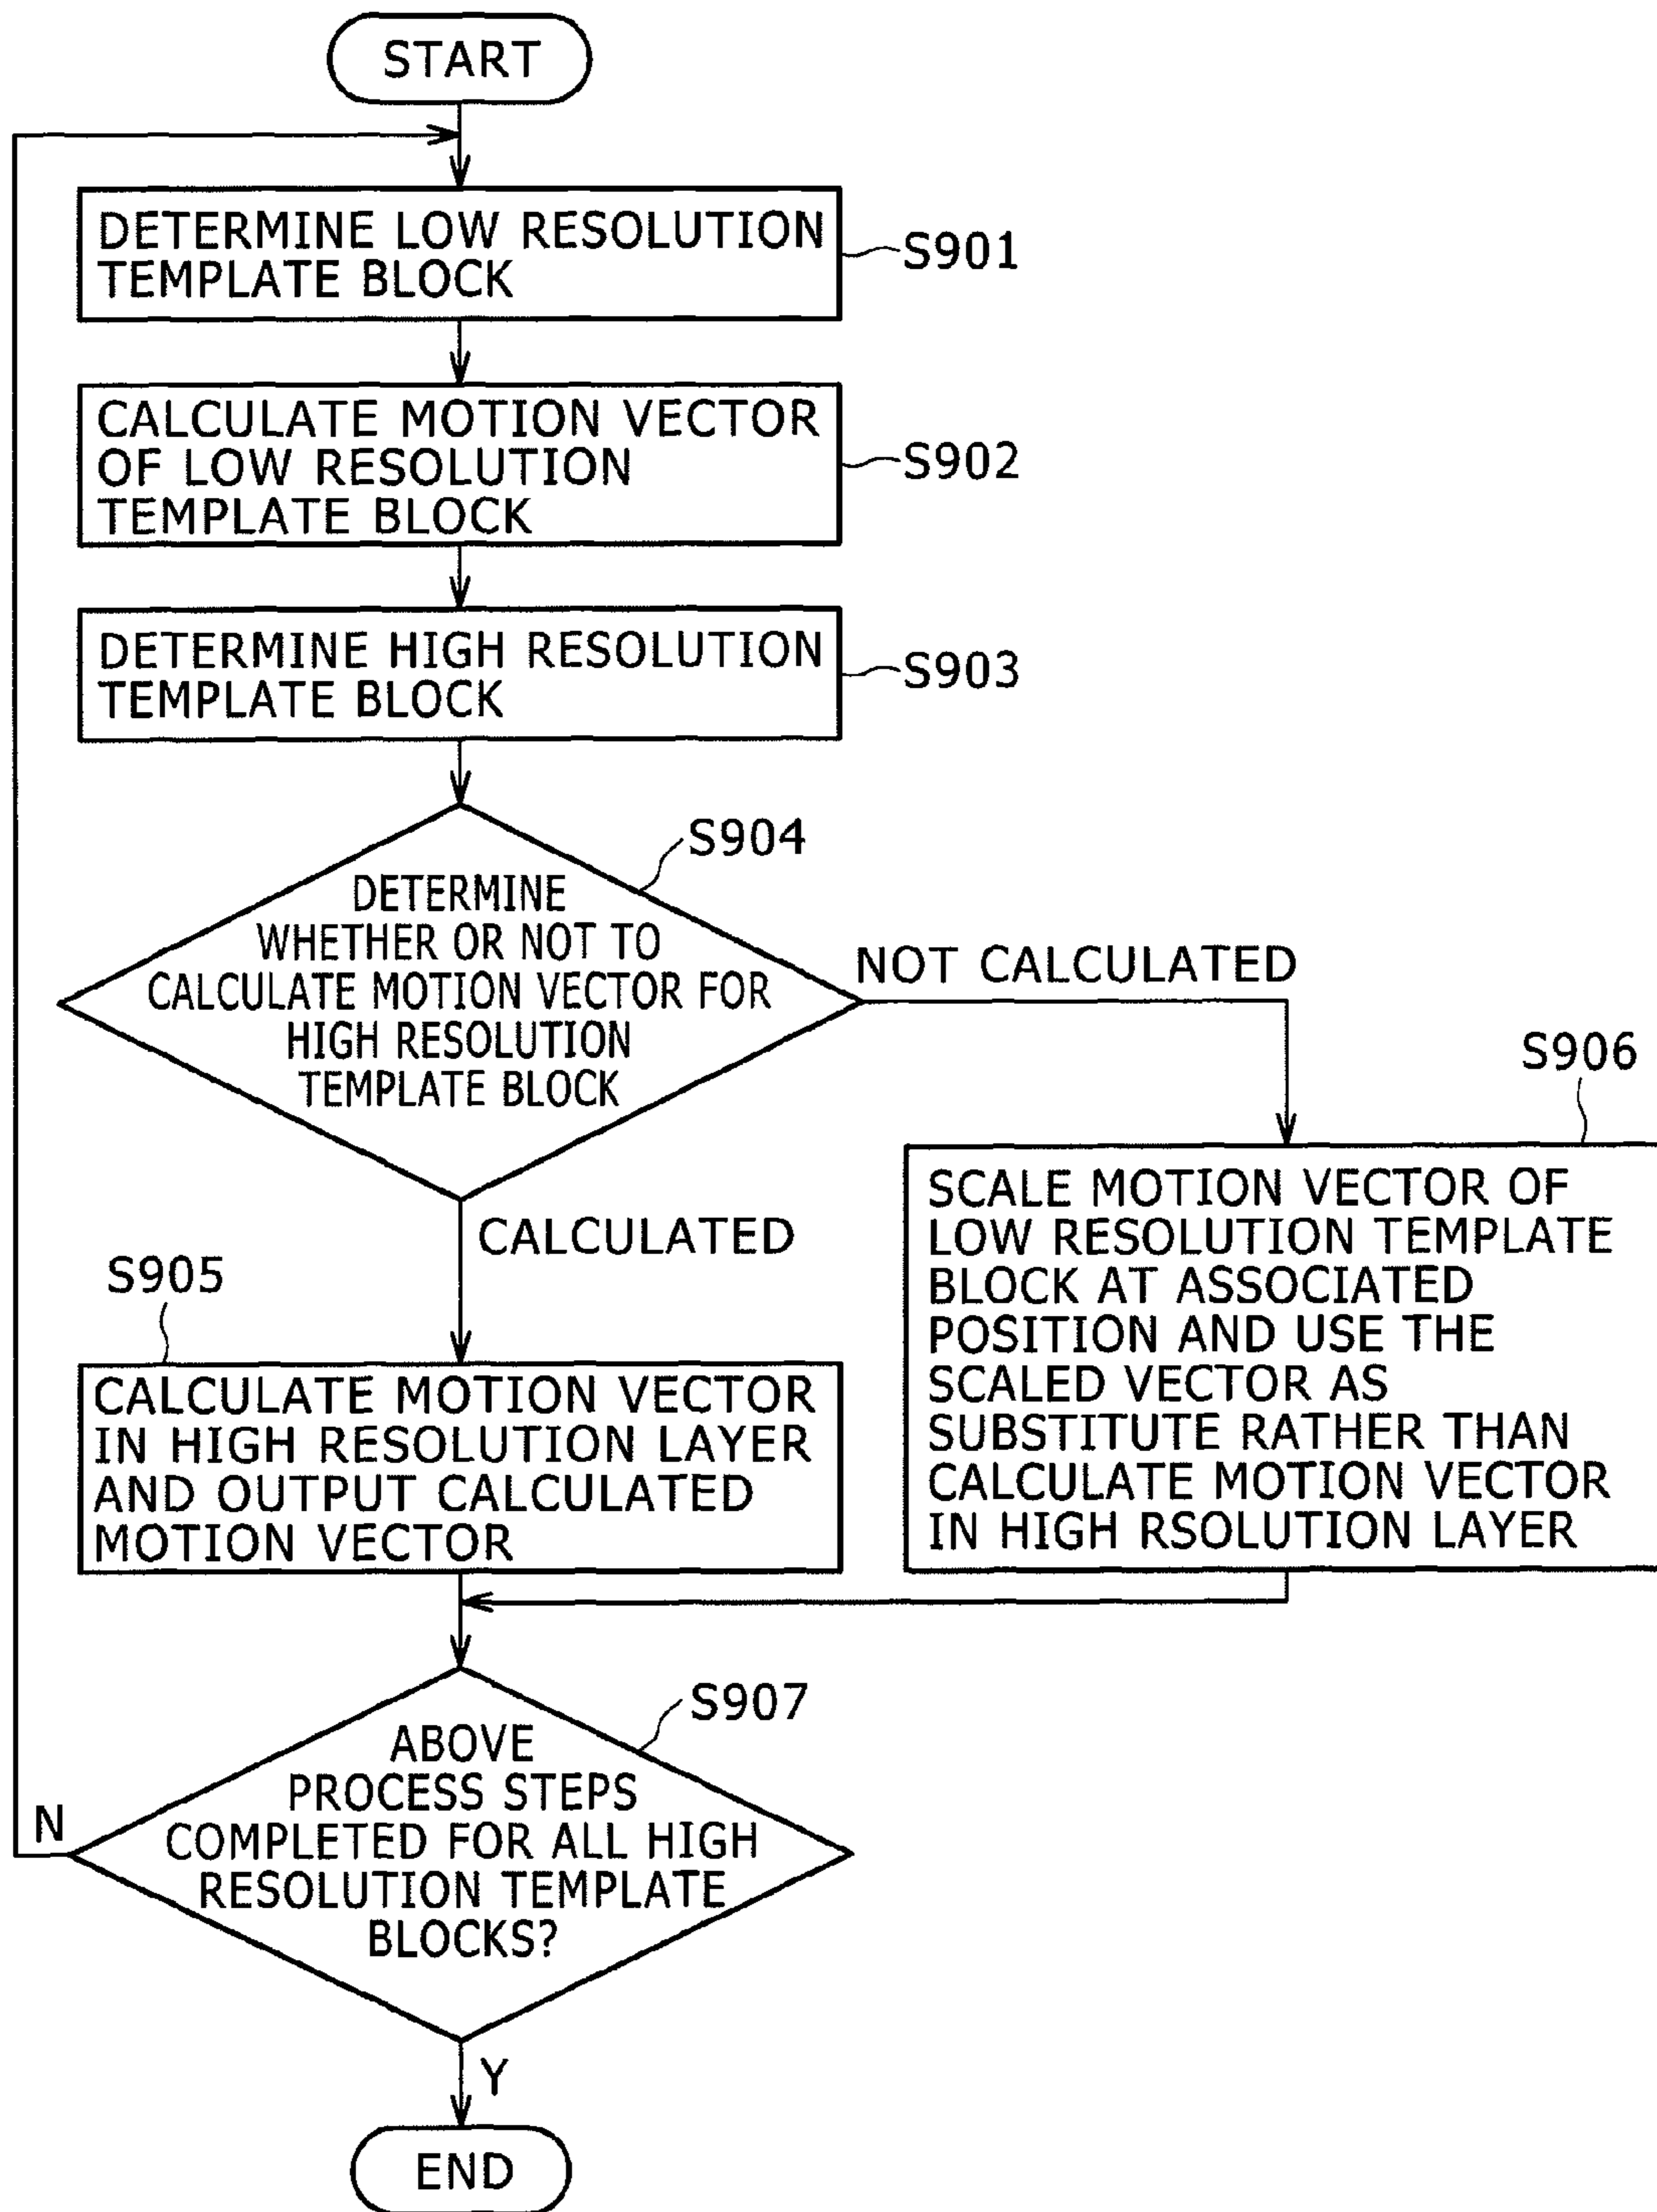 START
DETERMINE LOW RESOLUTION
TEMPLATE BLOCK
S901
CALCULATE MOTION VECTOR
OF LOW RESOLUTION
TEMPLATE BLOCK
S902
DETERMINE HIGH RESOLUTION
TEMPLATE BLOCK
S903
S904
DETERMINE
WHETHER OR NOT TO
CALCULATE MOTION VECTOR FOR
HIGH RESOLUTION
TEMPLATE BLOCK
NOT CALCULATED
CALCULATED
S905
CALCULATE MOTION VECTOR
IN HIGH RESOLUTION LAYER
AND OUTPUT CALCULATED
MOTION VECTOR
S906
SCALE MOTION VECTOR OF
LOW RESOLUTION TEMPLATE
BLOCK AT ASSOCIATED
POSITION AND USE THE
SCALED VECTOR AS
SUBSTITUTE RATHER THAN
CALCULATE MOTION VECTOR
IN HIGH RSOLUTION LAYER
S907
ABOVE
PROCESS STEPS
COMPLETED FOR ALL HIGH
RESOLUTION TEMPLATE
BLOCKS?
N
Y
END